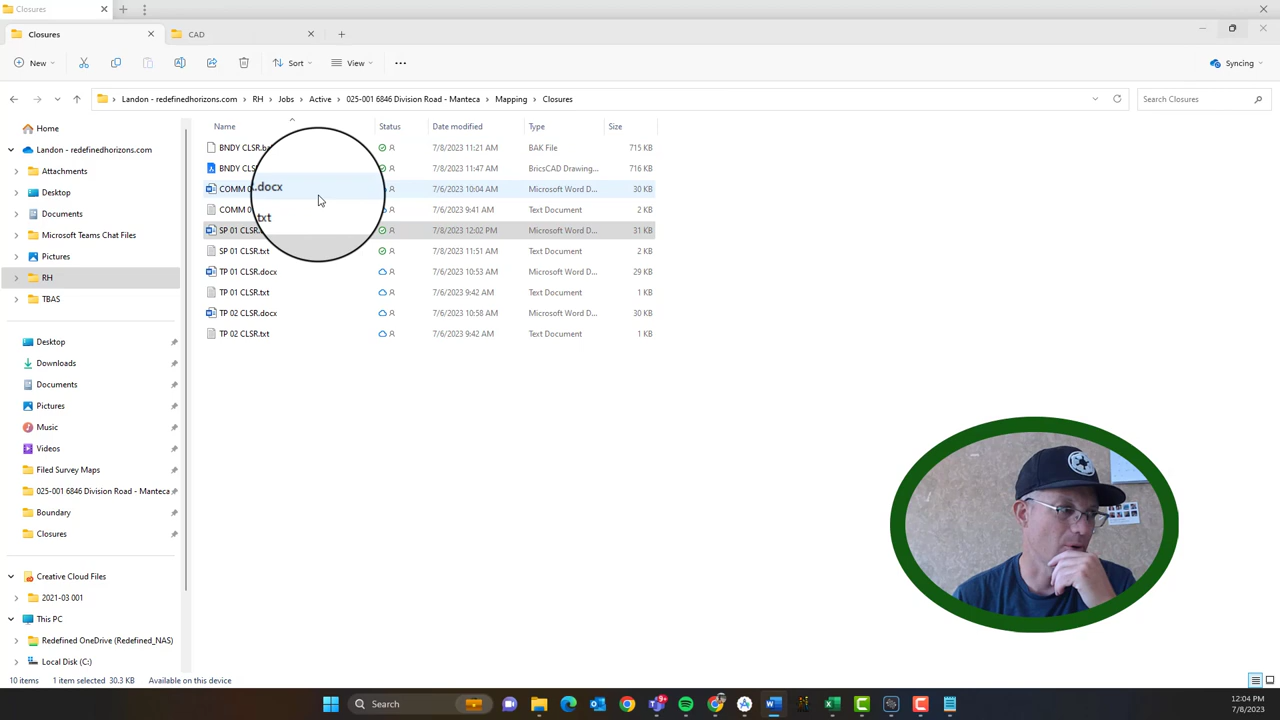 Closures
Closures
CAD
New
Sort
View
Syncing
Landon - redefinedhorizons.com
RH
Jobs
Active
025-001 6846 Division Road - Manteca
Mapping
Closures
Search Closures
Name Status Date modified Type Size
BNDY CLSR.ba 7/8/2023 11:21 AM BAK File 715 KB
BNDY CLS 7/8/2023 11:47 AM BricsCAD Drawing... 716 KB
COMM 0 .docx 7/6/2023 10:04 AM Microsoft Word D... 30 KB
COMM 0 txt 7/6/2023 9:41 AM Text Document 2 KB
SP 01 CLSR. 7/8/2023 12:02 PM Microsoft Word D... 31 KB
SP 01 CLSR.txt 7/8/2023 11:51 AM Text Document 2 KB
TP 01 CLSR.docx 7/6/2023 10:53 AM Microsoft Word D... 29 KB
TP 01 CLSR.txt 7/6/2023 9:42 AM Text Document 1 KB
TP 02 CLSR.docx 7/6/2023 10:58 AM Microsoft Word D... 30 KB
TP 02 CLSR.txt 7/6/2023 9:42 AM Text Document 1 KB
Home
Landon - redefinedhorizons.com
Attachments
Desktop
Documents
Microsoft Teams Chat Files
Pictures
RH
TBAS
Desktop
Downloads
Documents
Pictures
Music
Videos
Filed Survey Maps
025-001 6846 Division Road - Manteca
Boundary
Closures
Creative Cloud Files
2021-03 001
This PC
Redefined OneDrive (Redefined_NAS)
Local Disk (C:)
10 items 1 item selected 30.3 KB Available on this device
Search
12:04 PM
7/8/2023